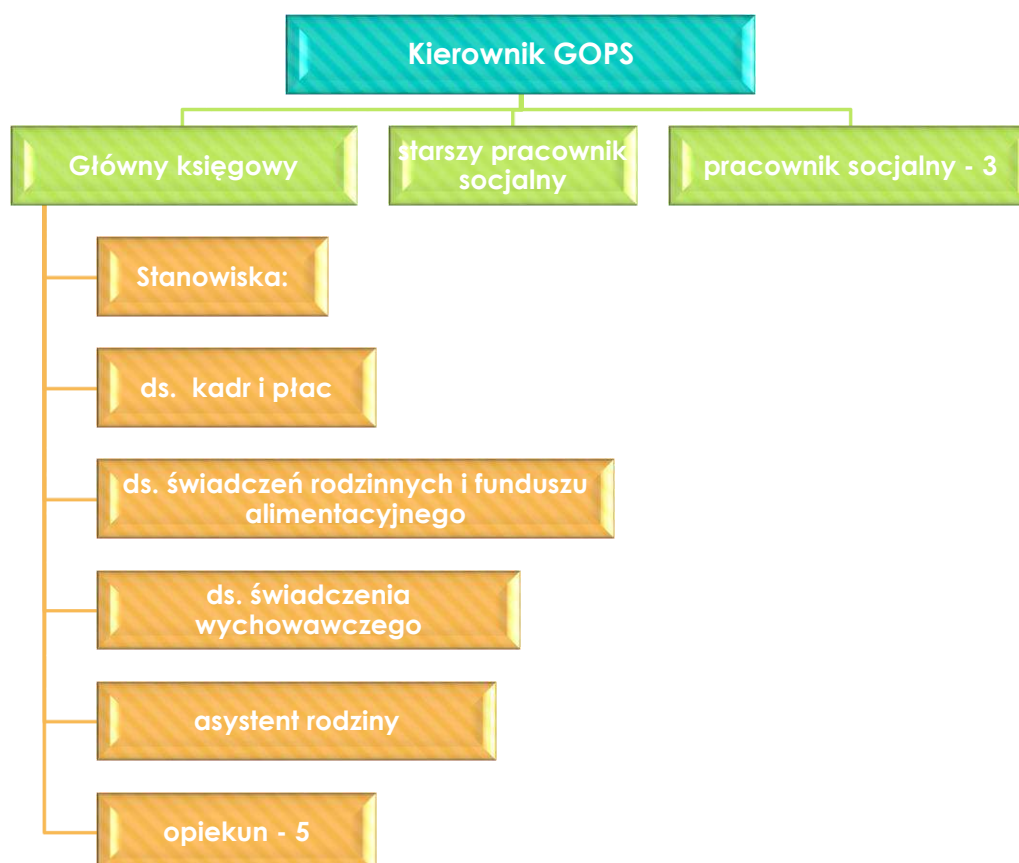 Kierownik GOPS
Główny księgowy
starszy pracownik
socjalny
pracownik socjalny - 3
Stanowiska:
ds. kadr i płac
ds. świadczeń rodzinnych i funduszu
alimentacyjnego
ds. świadczenia
wychowawczego
asystent rodziny
opiekun - 5